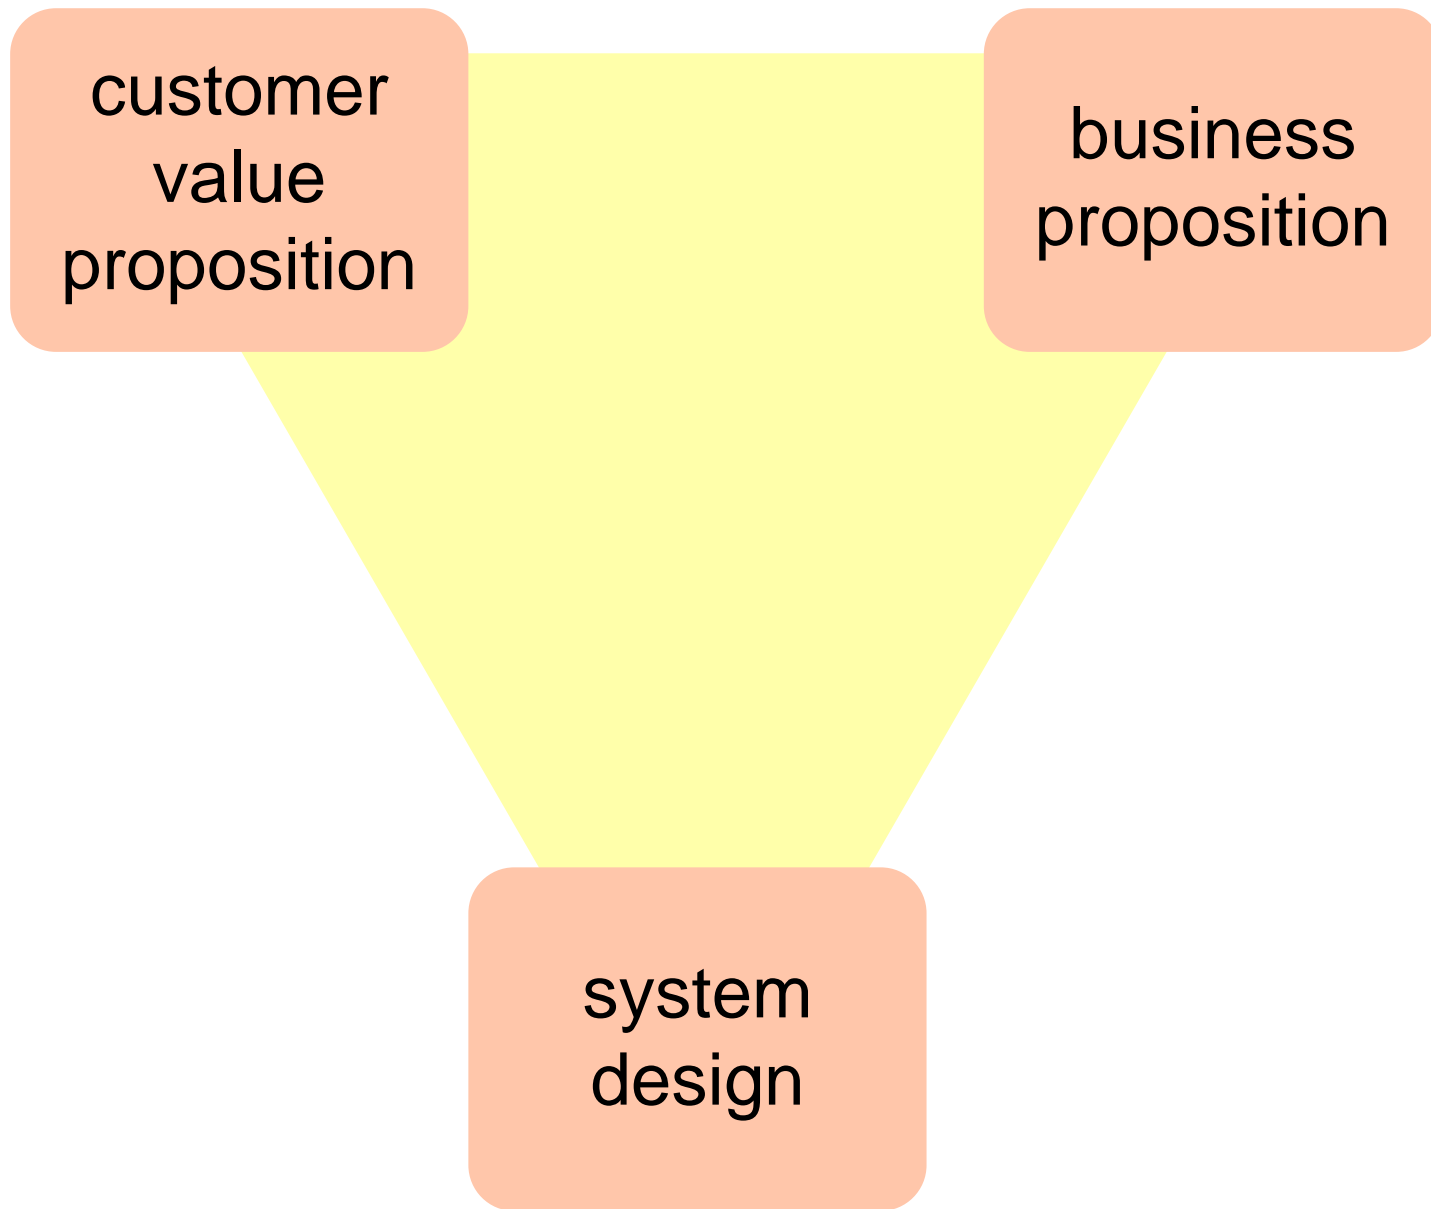 customer
value
proposition
business
proposition
system
design